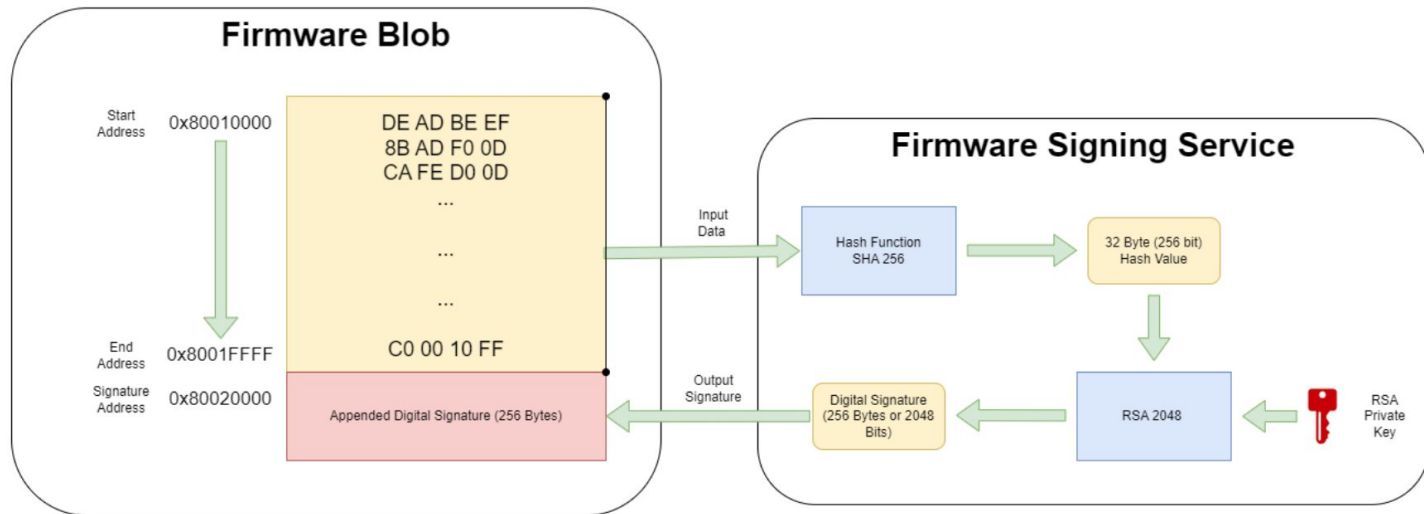 Firmware Blob
Start
Address
0x80010000
DE AD BE EF
8B AD F0 0D
CA FE D0 0D
...
...
...
End
Address
0x8001FFFF
C0 00 10 FF
Signature
Address
0x80020000
Appended Digital Signature (256 Bytes)
Input
Data
Output
Signature
Firmware Signing Service
Hash Function
SHA 256
32 Byte (256 bit)
Hash Value
Digital Signature
(256 Bytes or 2048
Bits)
RSA 2048
RSA
Private
Key